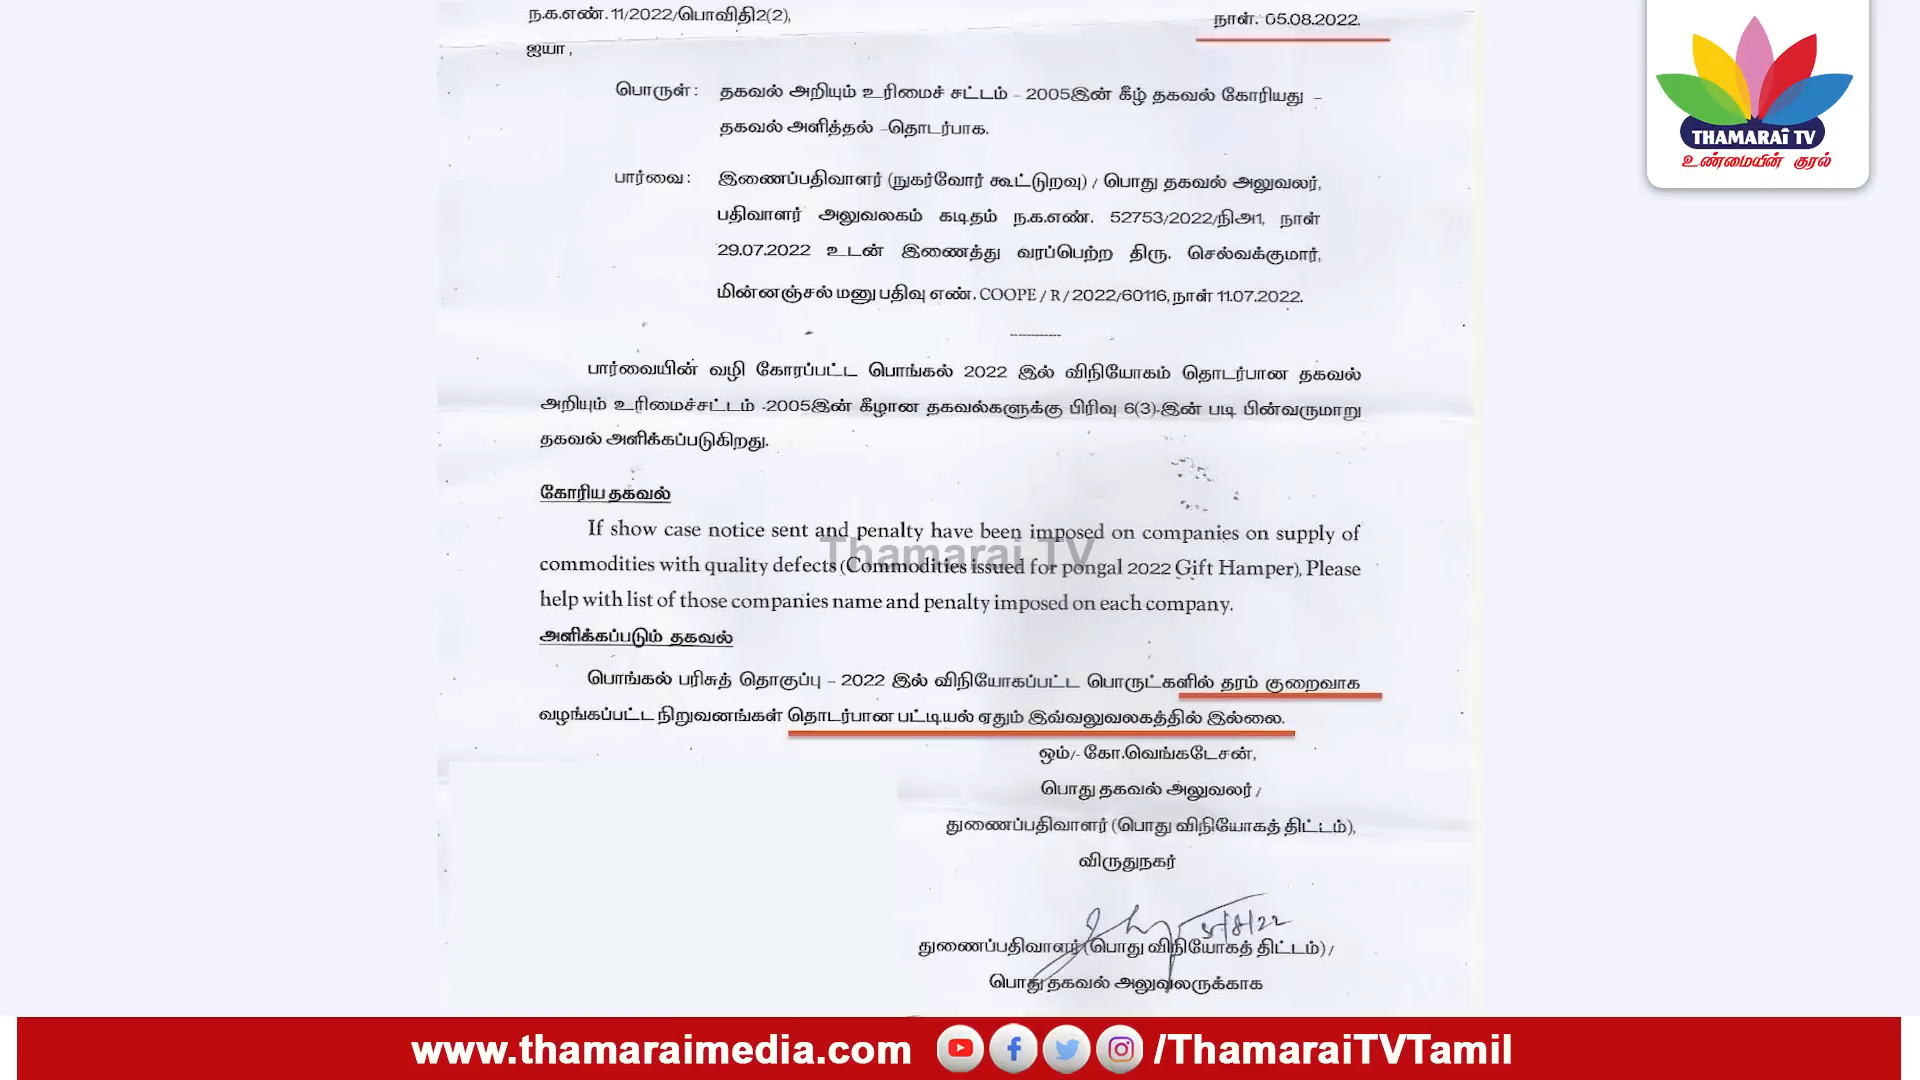 ந.க.எண். 11/2022/பொவிதி2(2),
நாள். 05.08.2022.
ஐயா ,
பொருள் : தகவல் அறியும் உரிமைச் சட்டம் – 2005இன் கீழ் தகவல் கோரியது –
தகவல் அளித்தல் –தொடர்பாக.
பார்வை : இணைப்பதிவாளர் (நுகர்வோர் கூட்டுறவு) / பொது தகவல் அலுவலர்,
பதிவாளர் அலுவலகம் கடிதம் ந.க.எண். 52753/2022/நிஅ1, நாள்
29.07.2022 உடன் இணைத்து வரப்பெற்ற திரு. செல்வக்குமார்,
மின்னஞ்சல் மனு பதிவு எண். COOPE / R / 2022/60116, நாள் 11.07.2022.
------------
பார்வையின் வழி கோரப்பட்ட பொங்கல் 2022 இல் விநியோகம் தொடர்பான தகவல்
அறியும் உரிமைச்சட்டம் -2005இன் கீழான தகவல்களுக்கு பிரிவு 6(3)-இன் படி பின்வருமாறு
தகவல் அளிக்கப்படுகிறது.
கோரிய தகவல்
If show case notice sent and penalty have been imposed on companies on supply of
commodities with quality defects (Commodities issued for pongal 2022 Gift Hamper), Please
help with list of those companies name and penalty imposed on each company.
அளிக்கப்படும் தகவல்
பொங்கல் பரிசுத் தொகுப்பு – 2022 இல் விநியோகப்பட்ட பொருட்களில் தரம் குறைவாக
வழங்கப்பட்ட நிறுவனங்கள் தொடர்பான பட்டியல் ஏதும் இவ்வலுவலகத்தில் இல்லை.
ஒம்/- கோ.வெங்கடேசன்,
பொது தகவல் அலுவலர் /
துணைப்பதிவாளர் (பொது விநியோகத் திட்டம்),
விருதுநகர்
5/8/22
துணைப்பதிவாளர் (பொது விநியோகத் திட்டம்) /
பொது தகவல் அலுவலருக்காக
Thamarai TV
THAMARAi TV
உண்மையின் குரல்
www.thamaraimedia.com /ThamaraiTVTamil